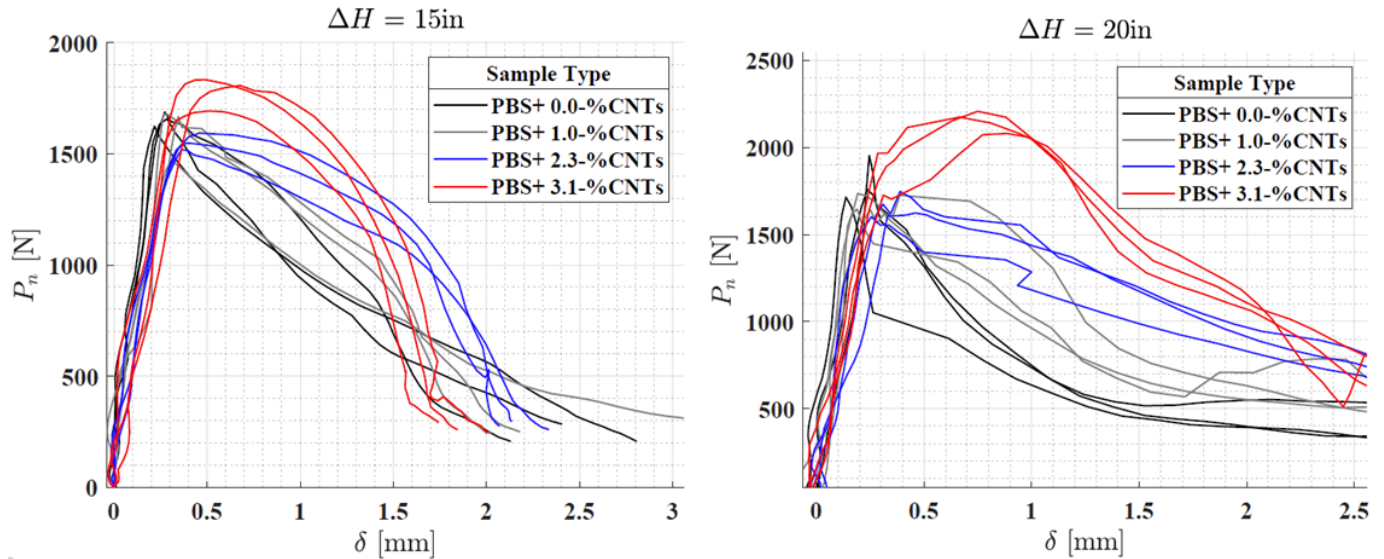 ΔH = 15in
2000
1500
1000
500
0
P_n [N]
0
0.5
1
1.5
2
2.5
3
δ [mm]
Sample Type
PBS+ 0.0-%CNTs
PBS+ 1.0-%CNTs
PBS+ 2.3-%CNTs
PBS+ 3.1-%CNTs
ΔH = 20in
2500
2000
1500
1000
500
P_n [N]
0
0.5
1
1.5
2
2.5
δ [mm]
Sample Type
PBS+ 0.0-%CNTs
PBS+ 1.0-%CNTs
PBS+ 2.3-%CNTs
PBS+ 3.1-%CNTs